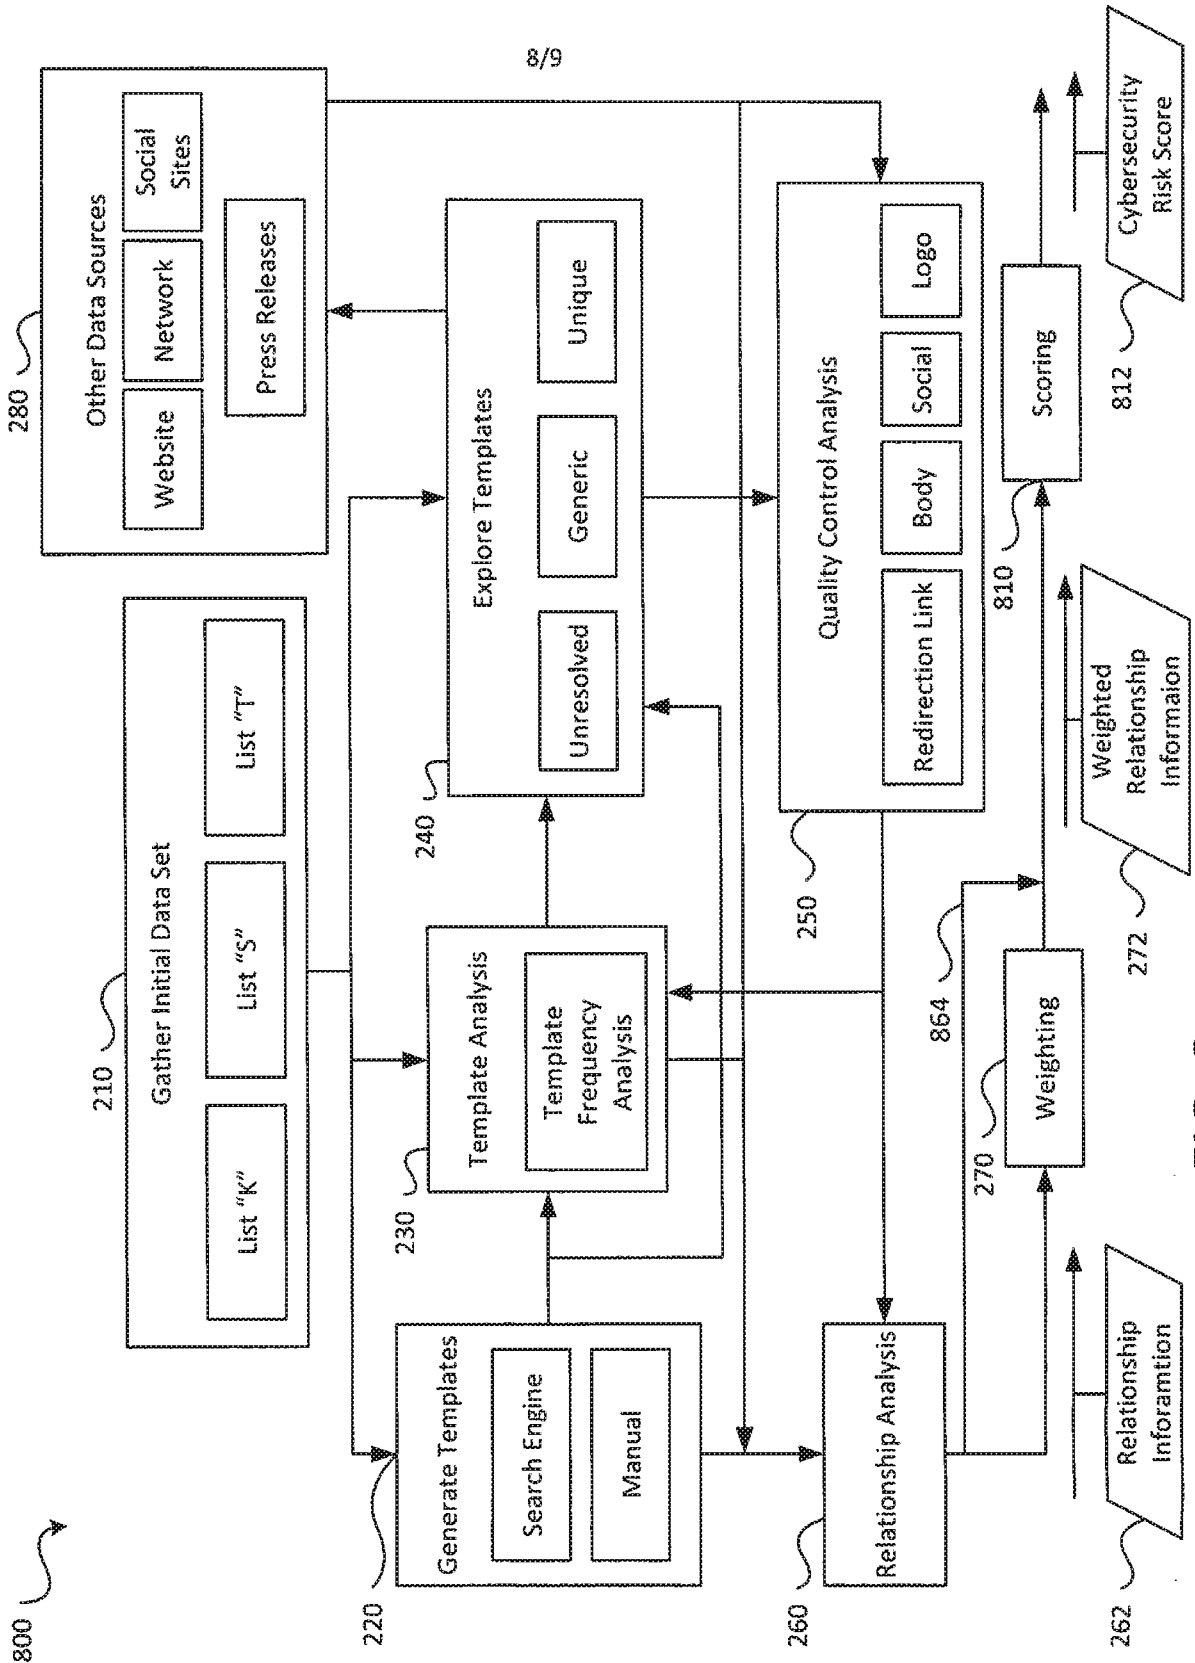 800
8/9
210
Gather Initial Data Set
List "K"
List "S"
List "T"
280
Other Data Sources
Website
Network
Social
Sites
Press Releases
220
Generate Templates
Search Engine
Manual
230
Template Analysis
Template
Frequency
Analysis
240
Explore Templates
Unresolved
Generic
Unique
250
Quality Control Analysis
Redirection Link
Body
Social
Logo
260
Relationship Analysis
864
270
Weighting
810
Scoring
262
Relationship
Inforamtion
272
Weighted
Relationship
Informaion
812
Cybersecurity
Risk Score